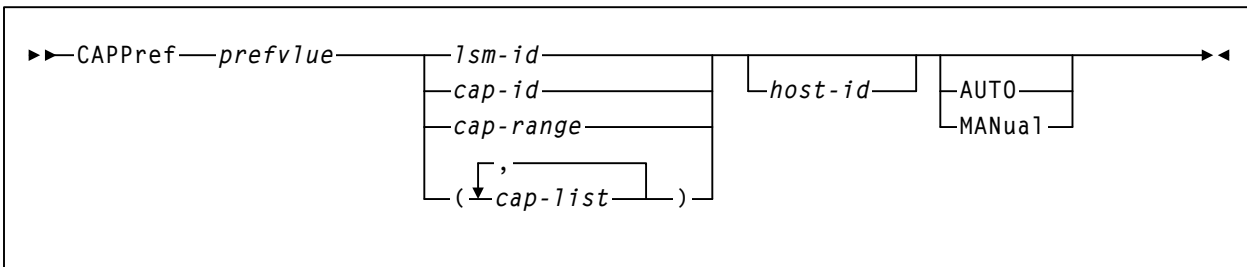 CAPPref prefvlue lsm-id
host-id AUTO
cap-id MANual
cap-range
,
( cap-list )